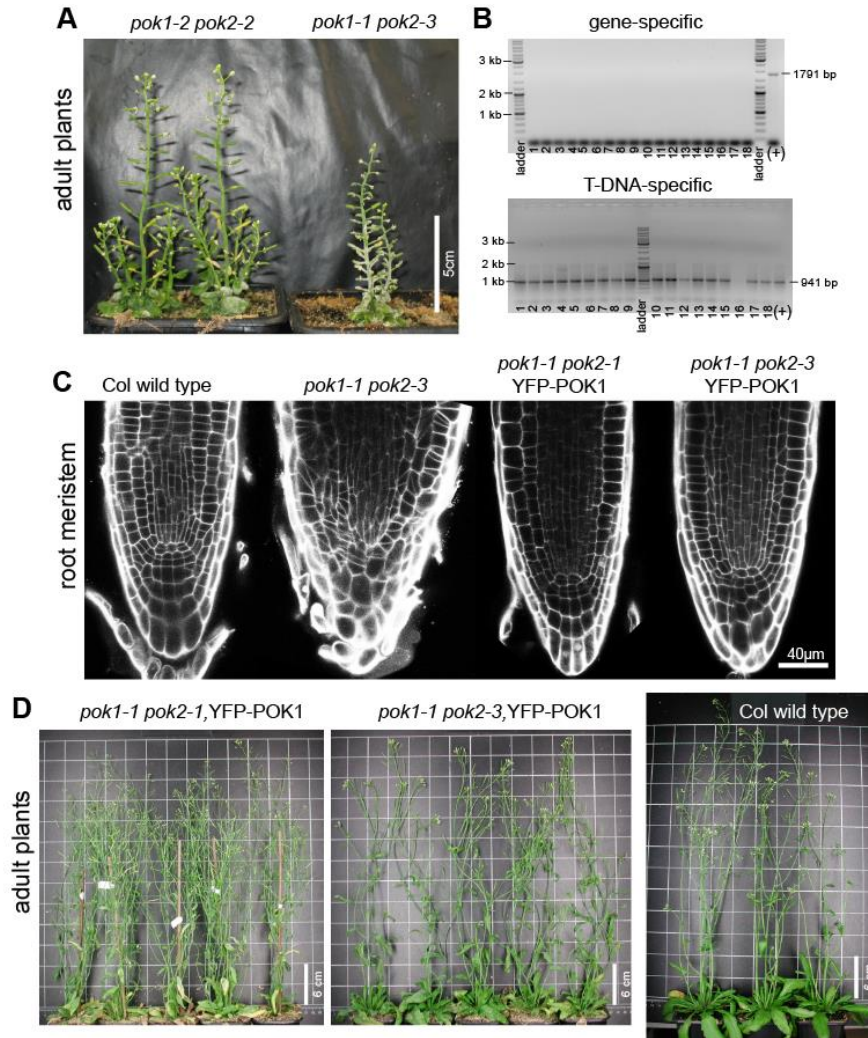 A
pok1-2 pok2-2
pok1-1 pok2-3
adult plants
5cm
B
gene-specific
3 kb
2 kb
1 kb
1791 bp
ladder
1
2
3
4
5
6
7
8
9
10
11
12
13
14
15
16
17
18
ladder
(+)
T-DNA-specific
3 kb
2 kb
1 kb
941 bp
1
2
3
4
5
6
7
8
9
ladder
10
11
12
13
14
15
16
17
18
(+)
C
Col wild type
pok1-1 pok2-3
pok1-1 pok2-1
YFP-POK1
pok1-1 pok2-3
YFP-POK1
root meristem
40µm
D
pok1-1 pok2-1,YFP-POK1
pok1-1 pok2-3,YFP-POK1
Col wild type
adult plants
6 cm
6 cm
6 cm